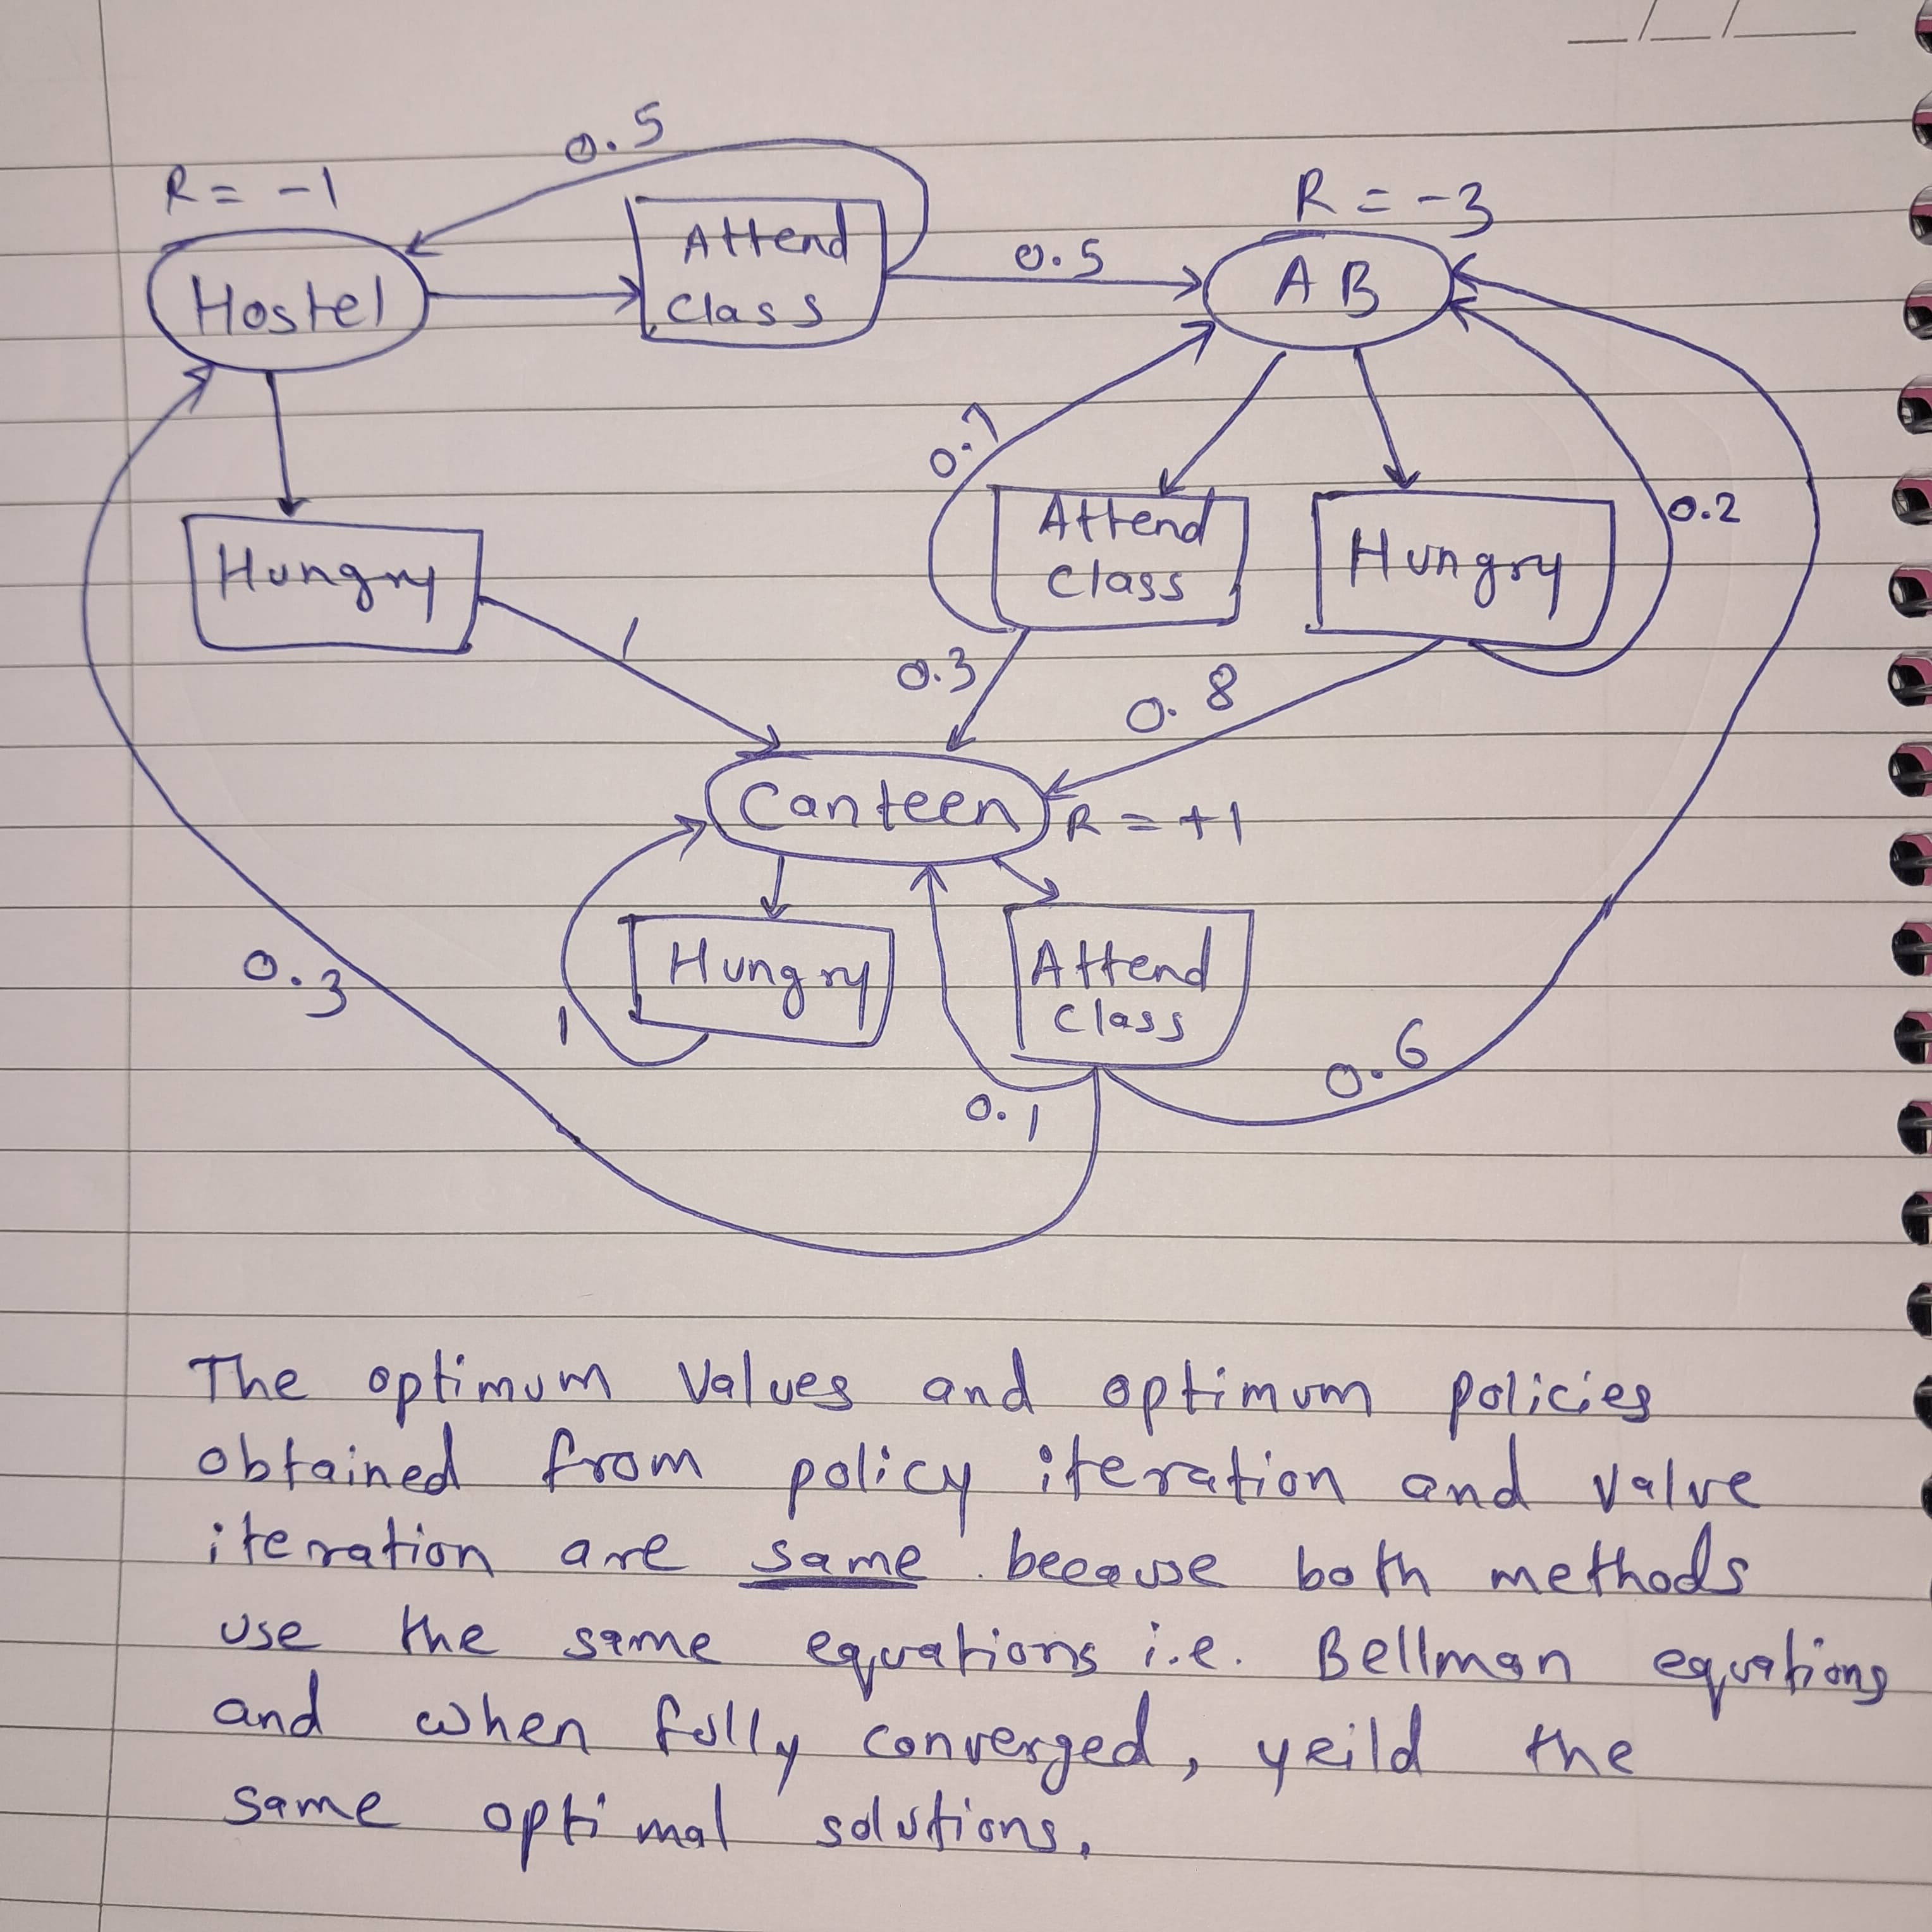 0.5
R = -1
R = -3
Attend
Class
0.5
Hostel
AB
0.7
Attend
Class
Hungry
0.2
Hungry
1
0.3
0.8
Canteen
R = +1
Hungry
Attend
Class
0.3
1
0.6
0.1
The optimum values and optimum policies
obtained from policy iteration and value
iteration are same because both methods
use the same equations i.e. Bellman equations
and when fully converged, yeild the
same optimal solutions.